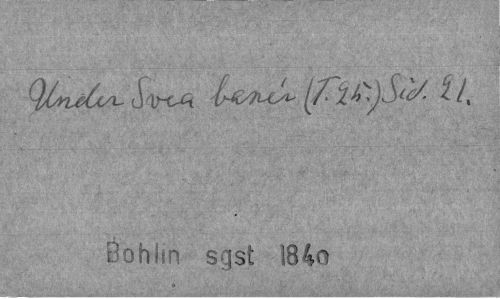 Under Svea banér (T. 25.) Sid. 21.
Bohlin sgst 1840